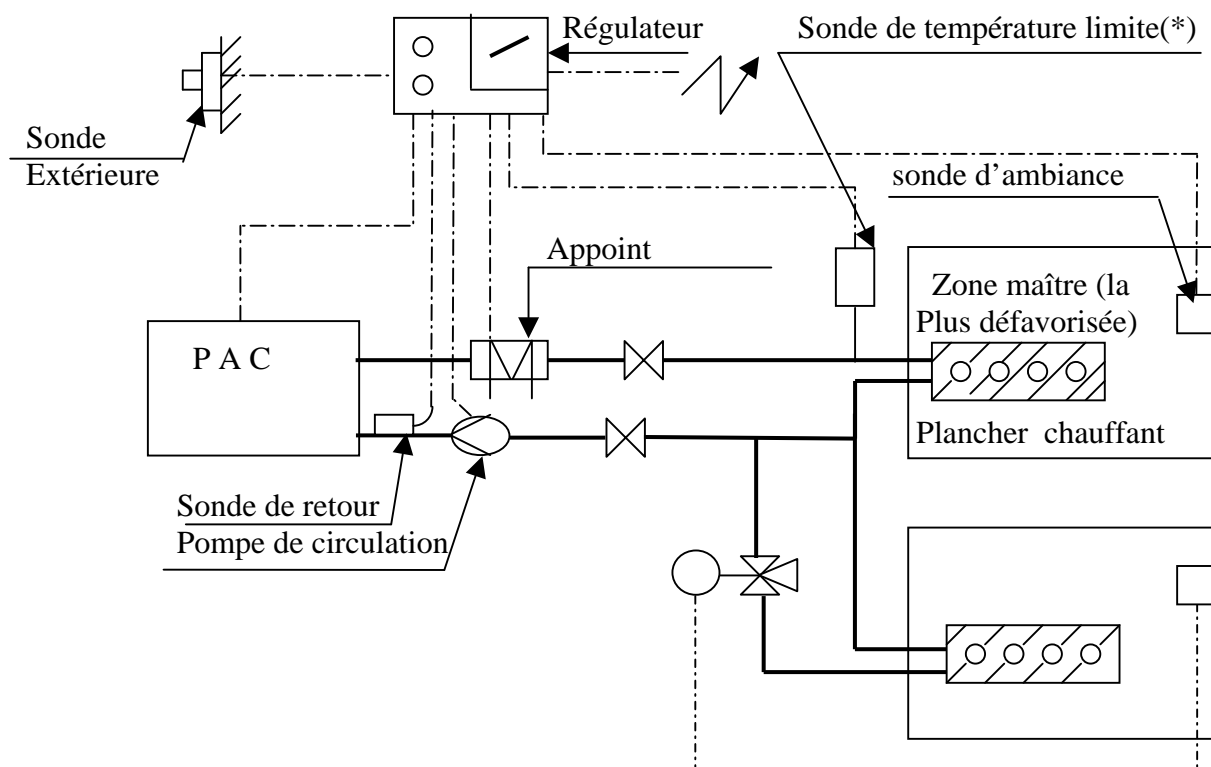 Régulateur
Sonde de température limite(*)
Sonde
Extérieure
sonde d'ambiance
Appoint
Zone maître (la
Plus défavorisée)
P A C
Plancher chauffant
Sonde de retour
Pompe de circulation